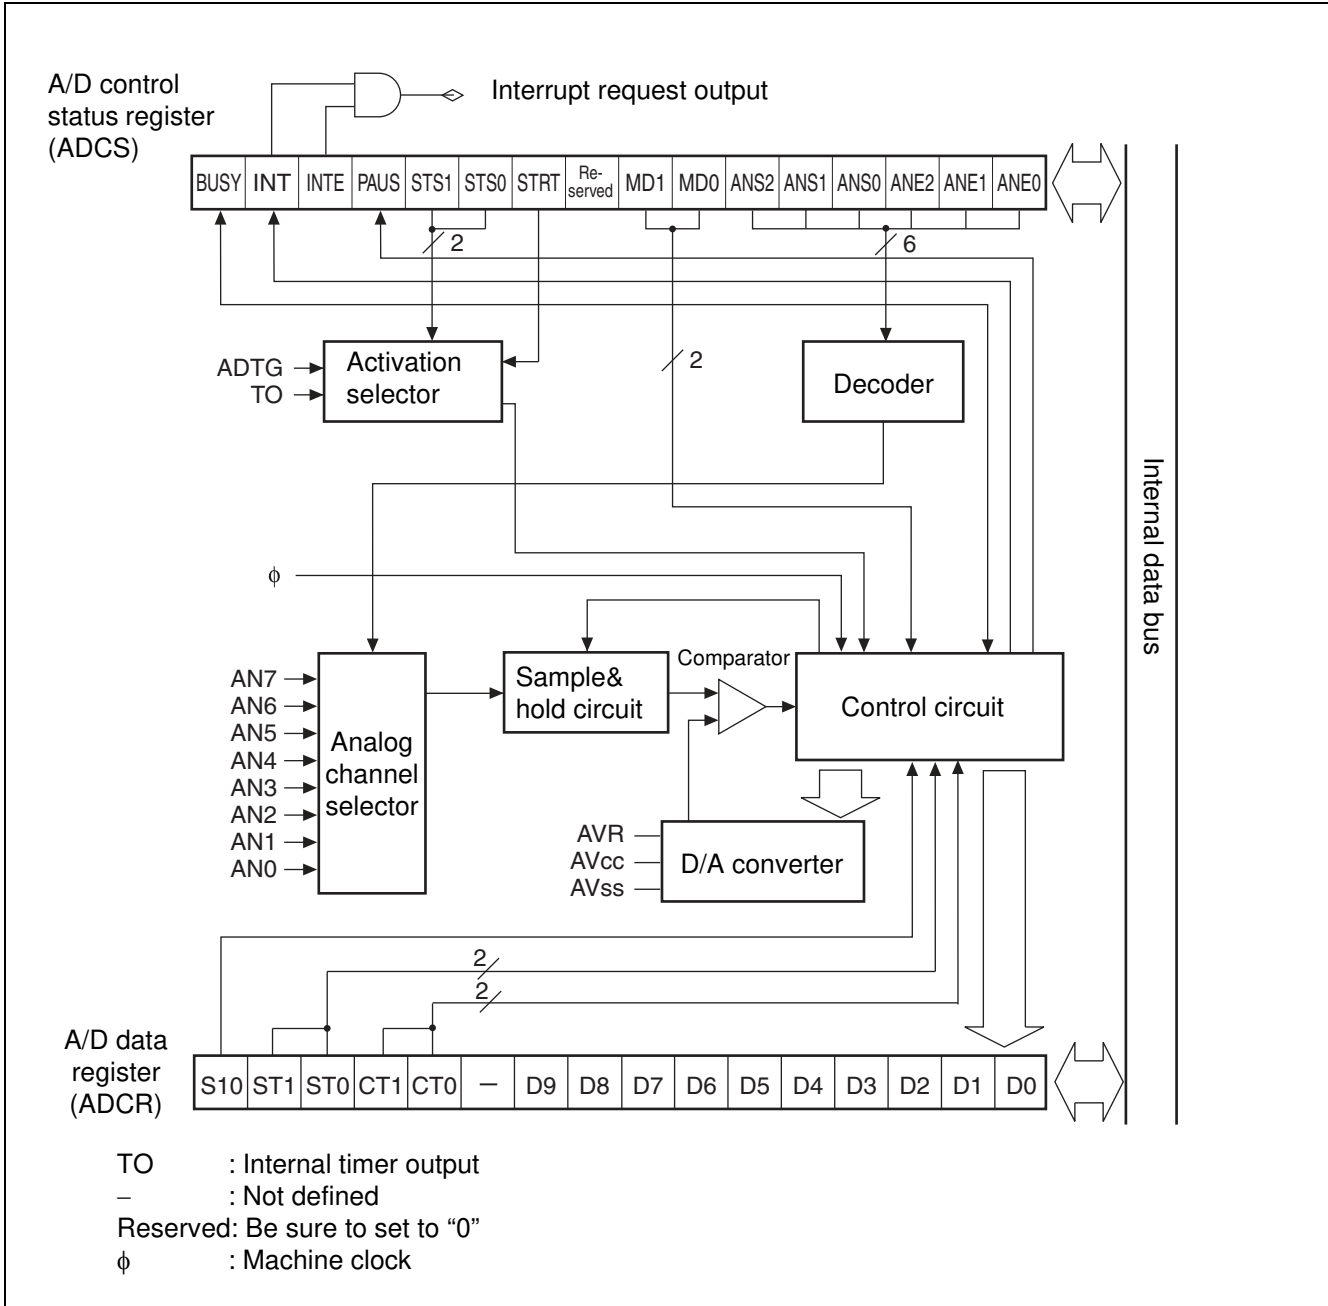 A/D control
status register
(ADCS)
Interrupt request output
BUSY INT INTE PAUS STS1 STS0 STRT Re-served MD1 MD0 ANS2 ANS1 ANS0 ANE2 ANE1 ANE0
2
6
2
ADTG
TO
Activation
selector
Decoder
Internal data bus
ϕ
Comparator
AN7
AN6
AN5
AN4
AN3
AN2
AN1
AN0
Analog
channel
selector
Sample&
hold circuit
Control circuit
AVR
AVcc
AVss
D/A converter
2
2
A/D data
register
(ADCR)
S10 ST1 ST0 CT1 CT0 – D9 D8 D7 D6 D5 D4 D3 D2 D1 D0
TO : Internal timer output
– : Not defined
Reserved: Be sure to set to “0”
ϕ : Machine clock